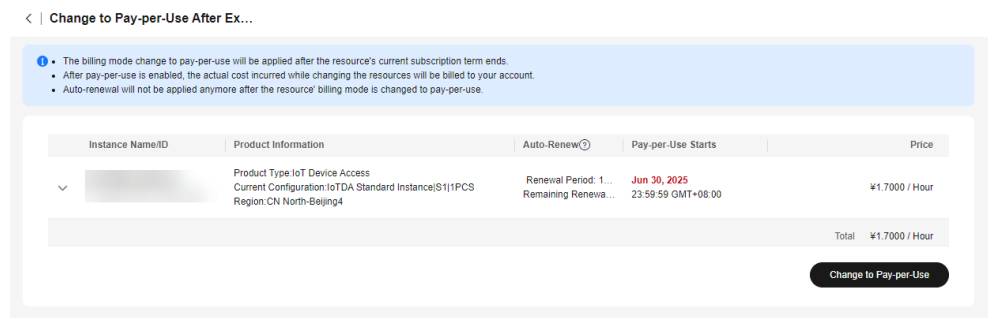 Change to Pay-per-Use After Ex...
The billing mode change to pay-per-use will be applied after the resource's current subscription term ends.
After pay-per-use is enabled, the actual cost incurred while changing the resources will be billed to your account.
Auto-renewal will not be applied anymore after the resource' billing mode is changed to pay-per-use.
Instance Name/ID Product Information Auto-Renew Pay-per-Use Starts Price
Product Type:IoT Device Access
Current Configuration:IoTDA Standard Instance|S1|1PCS
Region:CN North-Beijing4
Renewal Period: 1...
Remaining Renewa...
Jun 30, 2025
23:59:59 GMT+08:00
¥1.7000 / Hour
Total ¥1.7000 / Hour
Change to Pay-per-Use